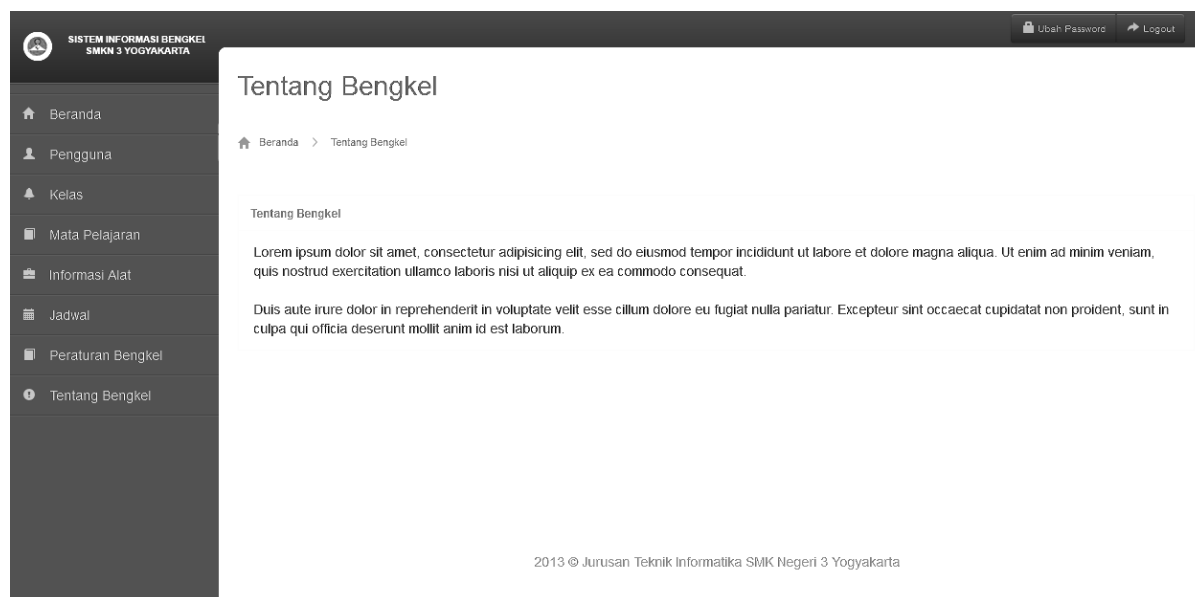 SISTEM INFORMASI BENGKEL
SMKN 3 YOGYAKARTA
Ubah Password
Logout
Beranda
Pengguna
Kelas
Mata Pelajaran
Informasi Alat
Jadwal
Peraturan Bengkel
Tentang Bengkel
Tentang Bengkel
Beranda > Tentang Bengkel
Tentang Bengkel
Lorem ipsum dolor sit amet, consectetur adipisicing elit, sed do eiusmod tempor incididunt ut labore et dolore magna aliqua. Ut enim ad minim veniam,
quis nostrud exercitation ullamco laboris nisi ut aliquip ex ea commodo consequat.
Duis aute irure dolor in reprehenderit in voluptate velit esse cillum dolore eu fugiat nulla pariatur. Excepteur sint occaecat cupidatat non proident, sunt in
culpa qui officia deserunt mollit anim id est laborum.
2013 © Jurusan Teknik Informatika SMK Negeri 3 Yogyakarta